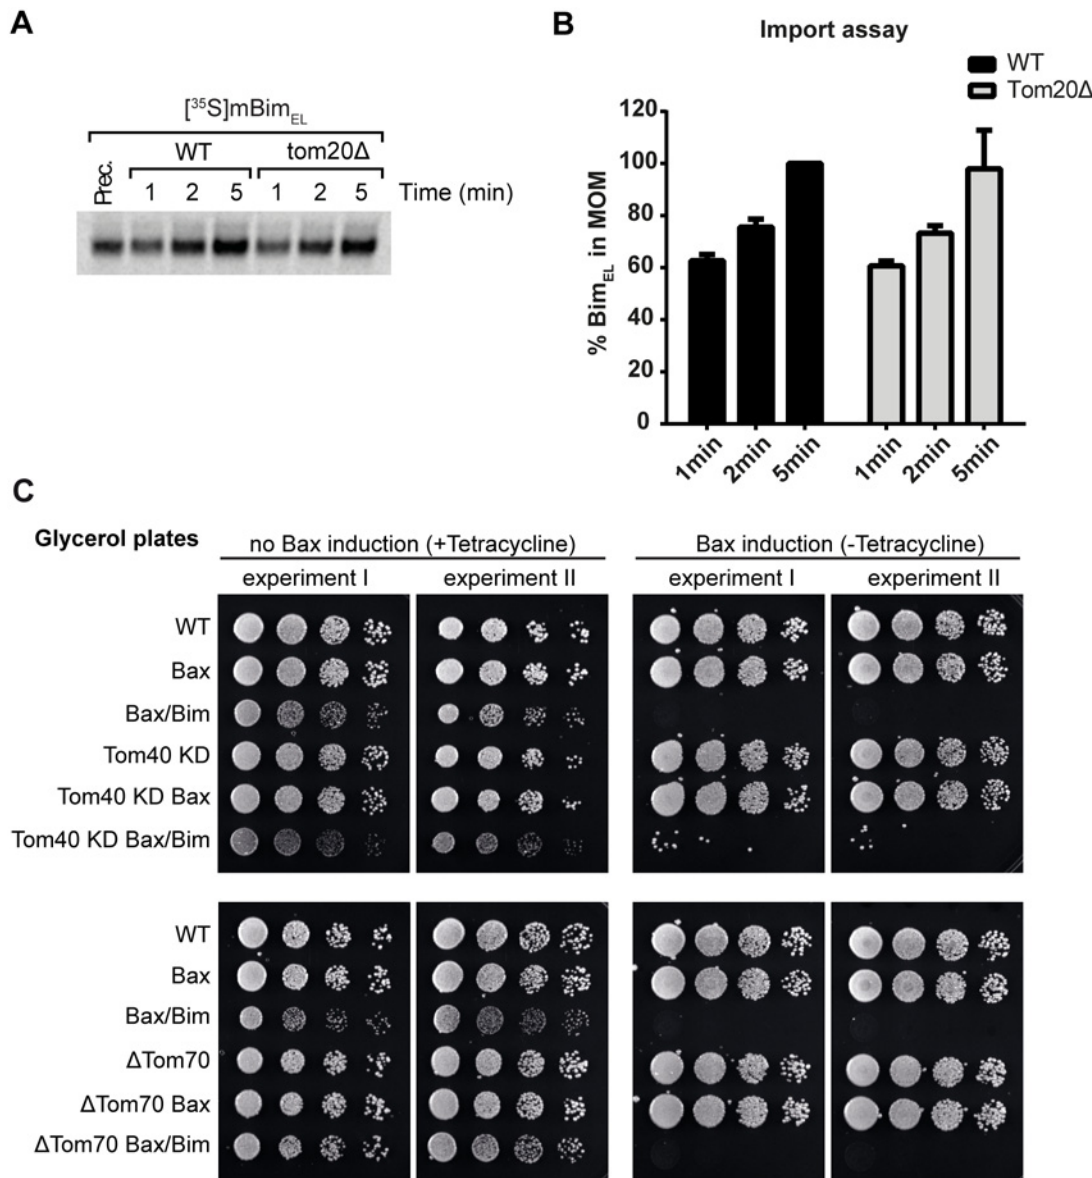 A
[³⁵S]mBim_EL
Prec.
WT
tom20Δ
1 2 5 1 2 5 Time (min)
B
Import assay
WT
Tom20Δ
% Bim_EL in MOM
120
100
80
60
40
20
0
1min 2min 5min 1min 2min 5min
C
Glycerol plates
no Bax induction (+Tetracycline)
Bax induction (-Tetracycline)
experiment I experiment II experiment I experiment II
WT
Bax
Bax/Bim
Tom40 KD
Tom40 KD Bax
Tom40 KD Bax/Bim
WT
Bax
Bax/Bim
ΔTom70
ΔTom70 Bax
ΔTom70 Bax/Bim